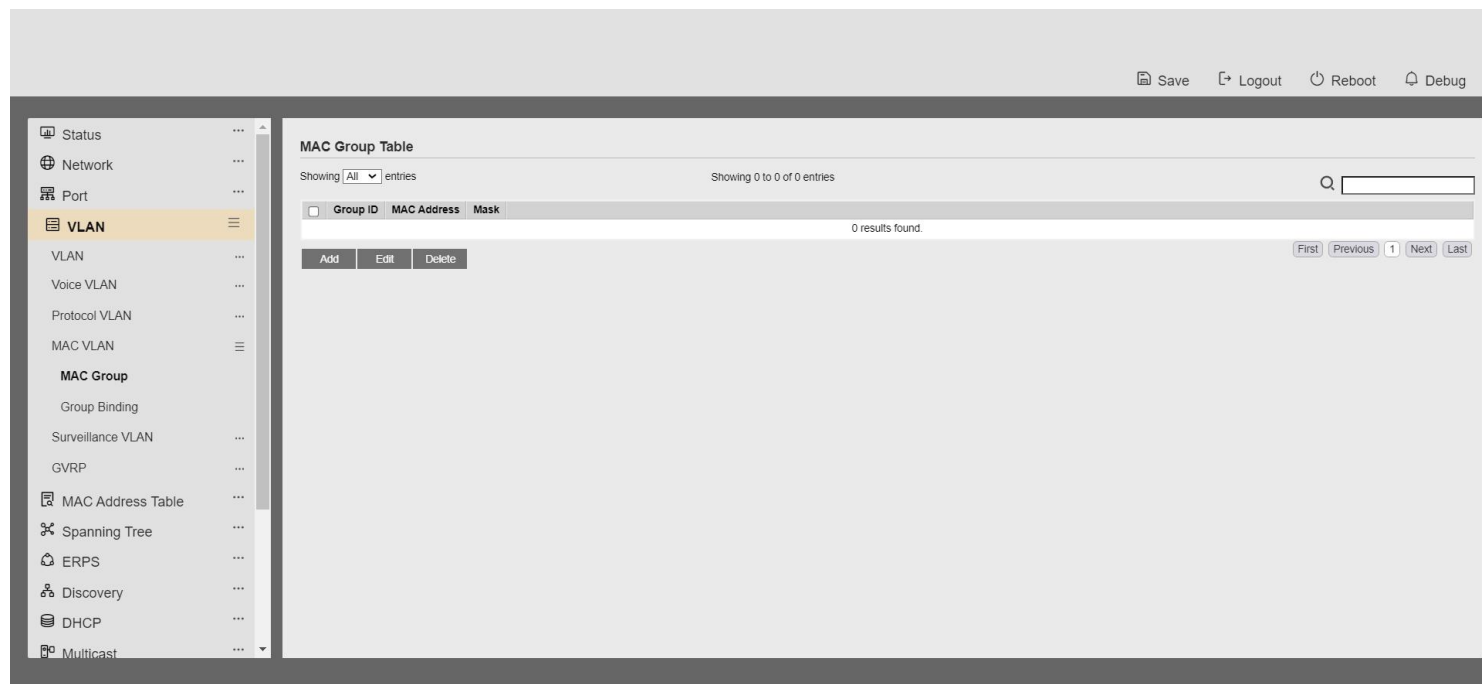 Save Logout Reboot Debug
Status
Network
Port
VLAN
VLAN
Voice VLAN
Protocol VLAN
MAC VLAN
MAC Group
Group Binding
Surveillance VLAN
GVRP
MAC Address Table
Spanning Tree
ERPS
Discovery
DHCP
Multicast
MAC Group Table
Showing All entries Showing 0 to 0 of 0 entries
Group ID MAC Address Mask
0 results found.
Add Edit Delete First Previous 1 Next Last